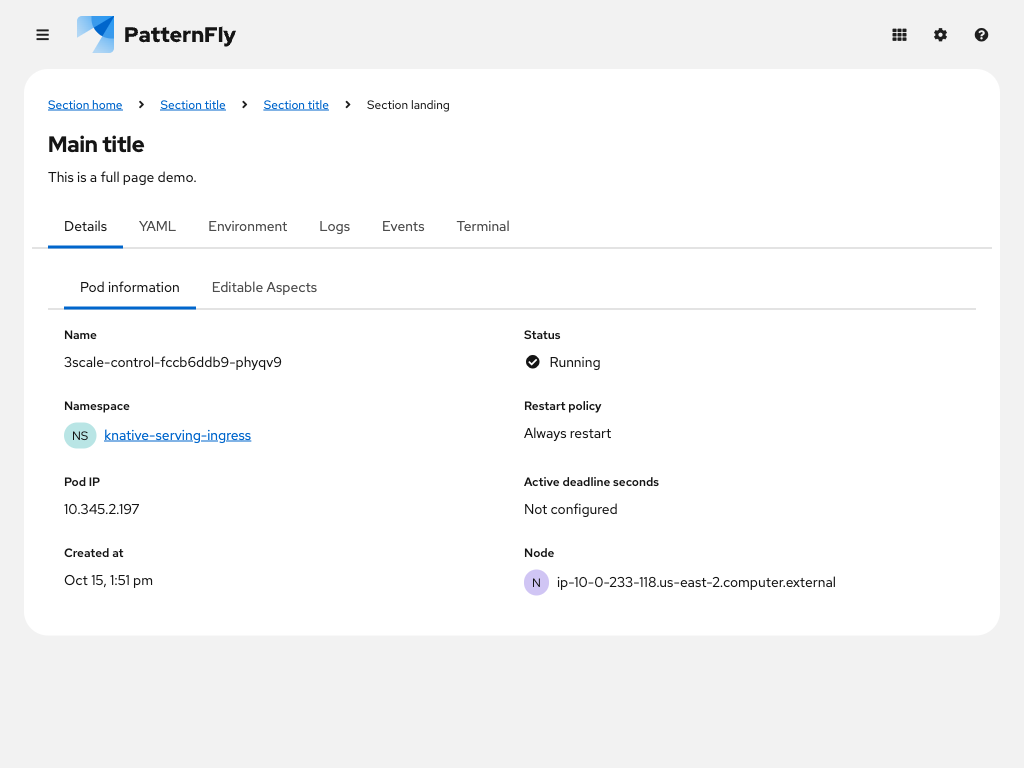 PatternFly
Section home
Section title
Section title
Section landing
Main title
This is a full page demo.
Details
YAML
Environment
Logs
Events
Terminal
Pod information
Editable Aspects
Name
3scale-control-fccb6ddb9-phyqv9
Status
Running
Namespace
NS knative-serving-ingress
Restart policy
Always restart
Pod IP
10.345.2.197
Active deadline seconds
Not configured
Created at
Oct 15, 1:51 pm
Node
N ip-10-0-233-118.us-east-2.computer.external